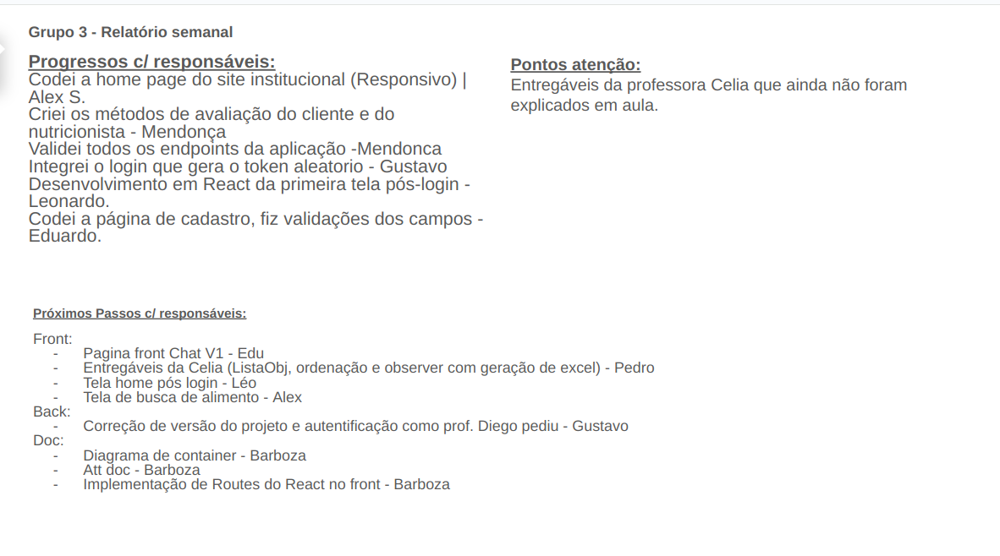 Grupo 3 - Relatório semanal
Progressos c/ responsáveis:
Codei a home page do site institucional (Responsivo) |
Alex S.
Criei os métodos de avaliação do cliente e do
nutricionista - Mendonça
Validei todos os endpoints da aplicação -Mendonca
Integrei o login que gera o token aleatorio - Gustavo
Desenvolvimento em React da primeira tela pós-login -
Leonardo.
Codei a página de cadastro, fiz validações dos campos -
Eduardo.
Pontos atenção:
Entregáveis da professora Celia que ainda não foram
explicados em aula.
Próximos Passos c/ responsáveis:
Front:
- Pagina front Chat V1 - Edu
- Entregáveis da Celia (ListaObj, ordenação e observer com geração de excel) - Pedro
- Tela home pós login - Léo
- Tela de busca de alimento - Alex
Back:
- Correção de versão do projeto e autentificação como prof. Diego pediu - Gustavo
Doc:
- Diagrama de container - Barboza
- Att doc - Barboza
- Implementação de Routes do React no front - Barboza